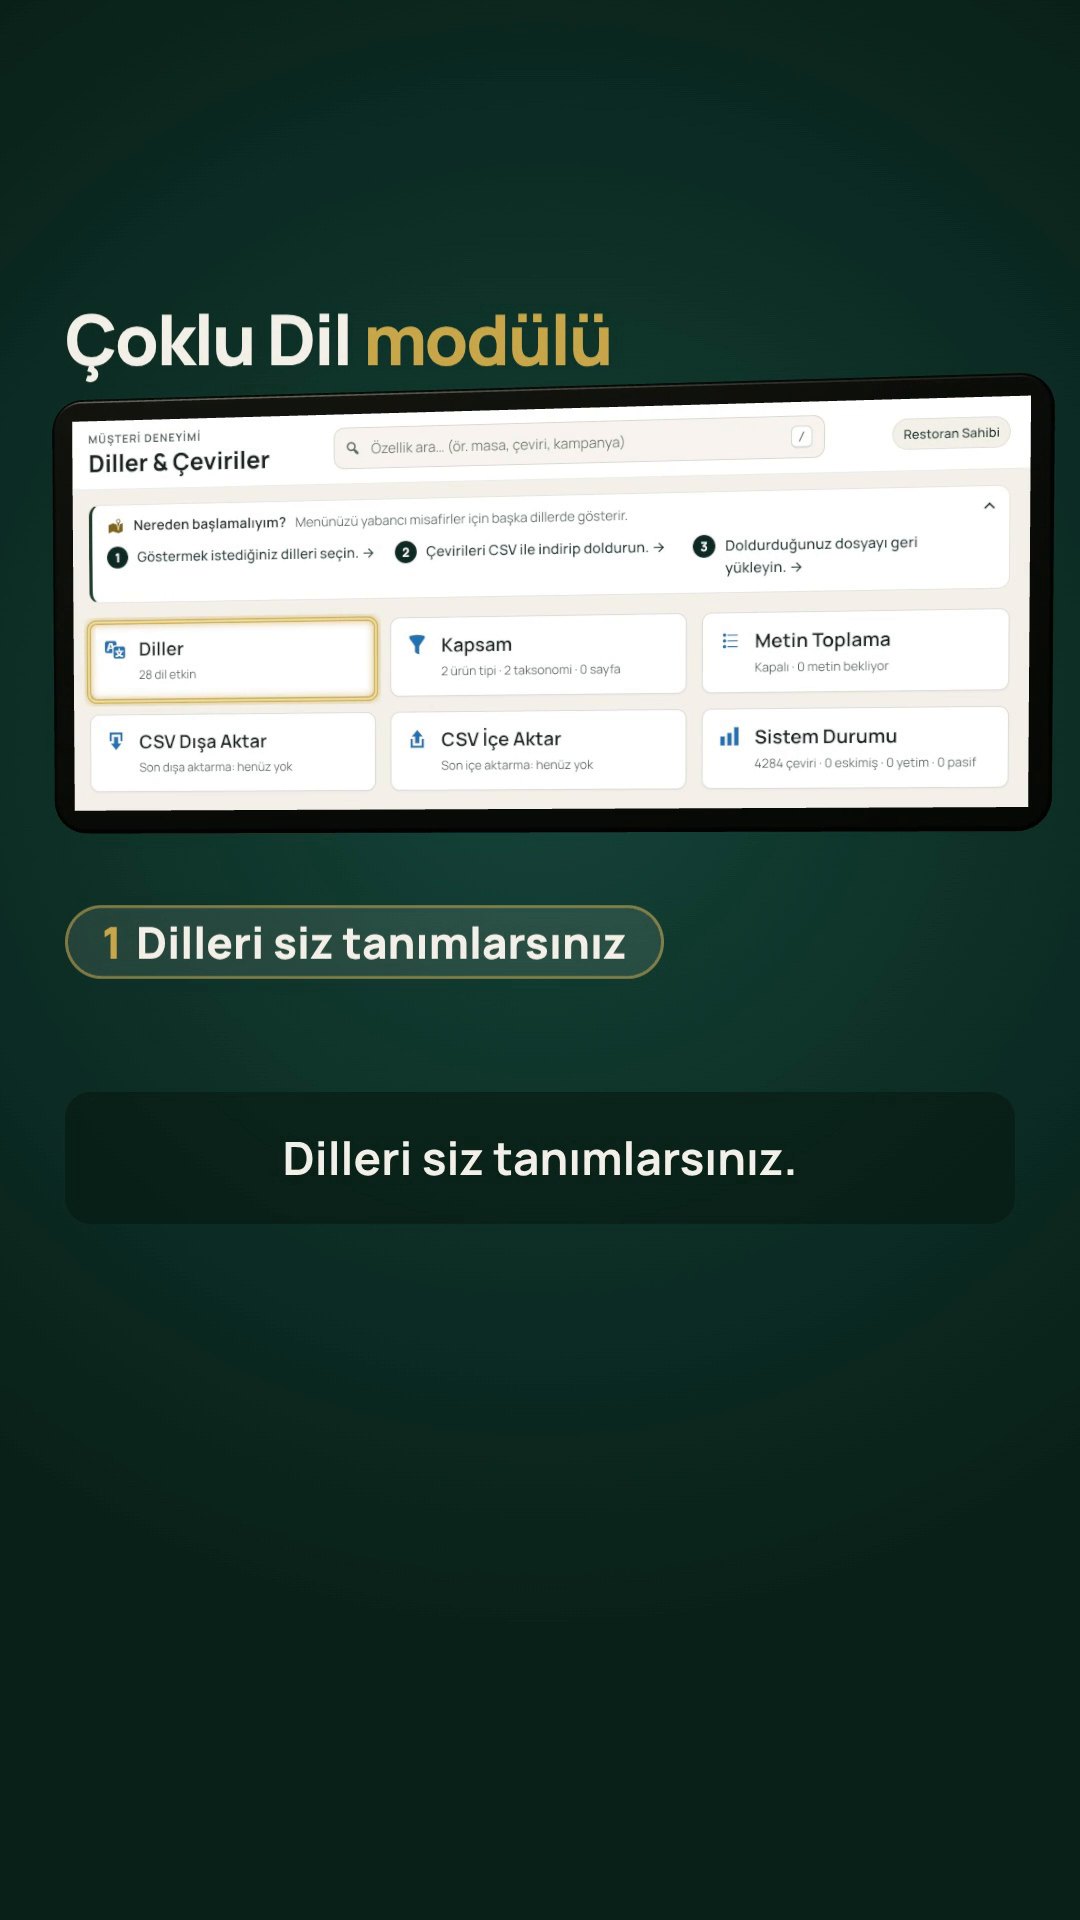 Çoklu Dil modülü
MÜŞTERİ DENEYİMİ
Diller & Çeviriler
Özellik ara... (ör. masa, çeviri, kampanya)
/
Restoran Sahibi
Nereden başlamalıyım? Menünüzü yabancı misafirler için başka dillerde gösterir.
1 Göstermek istediğiniz dilleri seçin. →
2 Çevirileri CSV ile indirip doldurun. →
3 Doldurduğunuz dosyayı geri
yükleyin. →
Diller
28 dil etkin
Kapsam
2 ürün tipi · 2 taksonomi · 0 sayfa
Metin Toplama
Kapalı · 0 metin bekliyor
CSV Dışa Aktar
Son dışa aktarma: henüz yok
CSV İçe Aktar
Son içe aktarma: henüz yok
Sistem Durumu
4284 çeviri · 0 eskimiş · 0 yetim · 0 pasif
1 Dilleri siz tanımlarsınız
Dilleri siz tanımlarsınız.